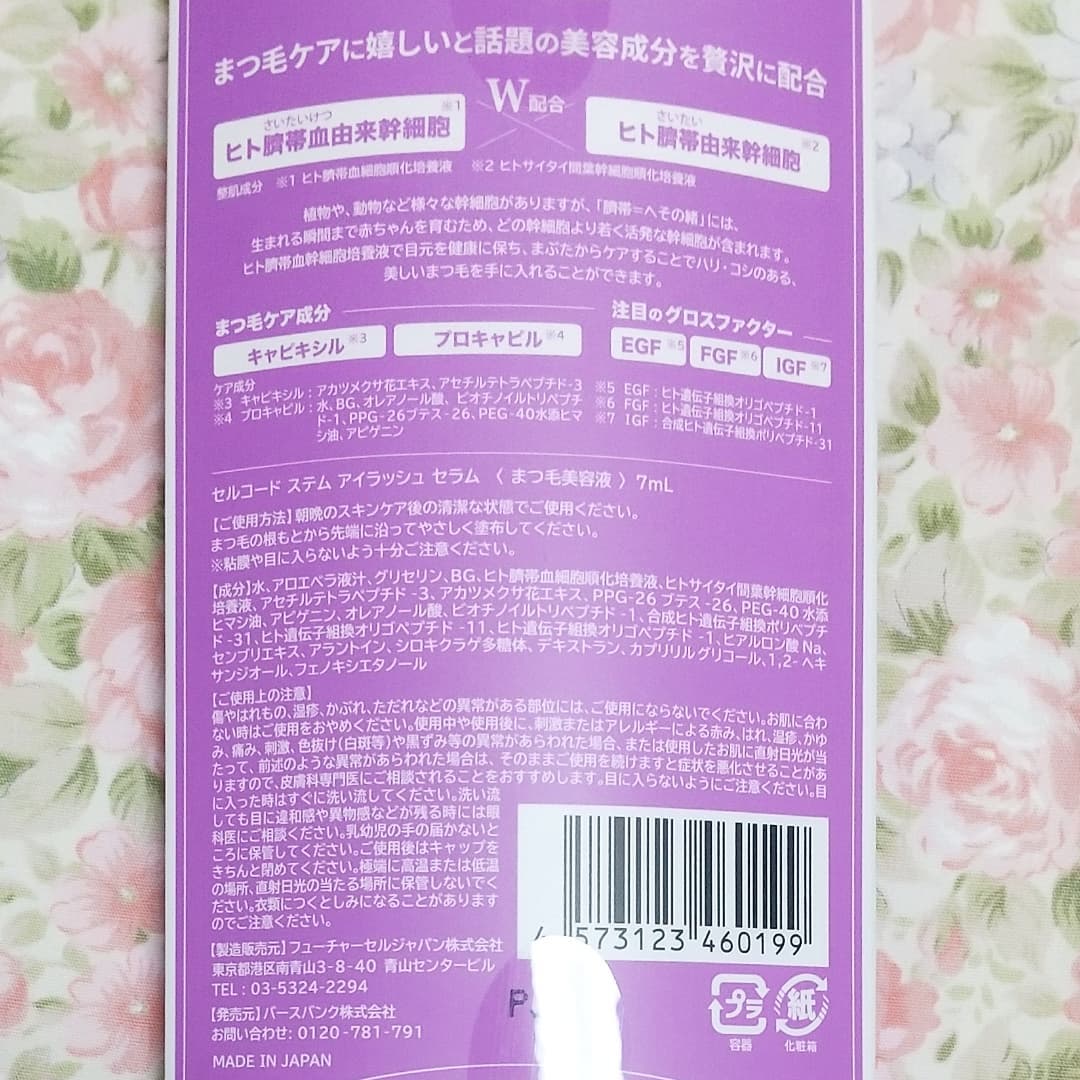 まつ毛ケアに嬉しいと話題の美容成分を贅沢に配合
W配合
さいたいけつ
ヒト臍帯血由来幹細胞※1
さいたい
ヒト臍帯由来幹細胞※2
整肌成分 ※1 ヒト臍帯血細胞順化培養液 ※2 ヒトサイタイ間葉幹細胞順化培養液
植物や、動物など様々な幹細胞がありますが、「臍帯=へその緒」には、
生まれる瞬間まで赤ちゃんを育むため、どの幹細胞より若く活発な幹細胞が含まれます。
ヒト臍帯血幹細胞培養液で目元を健康に保ち、まぶたからケアすることでハリ・コシのある、
美しいまつ毛を手に入れることができます。
まつ毛ケア成分
キャピキシル※3 プロキャピル※4
ケア成分
※3 キャピキシル:アカツメクサ花エキス、アセチルテトラペプチド-3
※4 プロキャピル:水、BG、オレアノール酸、ビオチノイルトリペプチ
ド-1、PPG-26ブテス-26、PEG-40水添ヒマ
シ油、アピゲニン
注目のグロスファクター
EGF※5 FGF※6 IGF※7
※5 EGF:ヒト遺伝子組換オリゴペプチド-1
※6 FGF:ヒト遺伝子組換オリゴペプチド-11
※7 IGF:合成ヒト遺伝子組換ポリペプチド-31
セルコード ステム アイラッシュ セラム 〈まつ毛美容液〉7mL
【ご使用方法】朝晩のスキンケア後の清潔な状態でご使用ください。
まつ毛の根もとから先端に沿ってやさしく塗布してください。
※粘膜や目に入らないよう十分ご注意ください。
【成分】水、アロエベラ液汁、グリセリン、BG、ヒト臍帯血細胞順化培養液、ヒトサイタイ間葉幹細胞順化
培養液、アセチルテトラペプチド-3、アカツメクサ花エキス、PPG-26ブテス-26、PEG-40水添
ヒマシ油、アピゲニン、オレアノール酸、ビオチノイルトリペプチド-1、合成ヒト遺伝子組換ポリペプチ
ド-31、ヒト遺伝子組換オリゴペプチド-11、ヒト遺伝子組換オリゴペプチド-1、ヒアルロン酸Na、
センブリエキス、アラントイン、シロキクラゲ多糖体、デキストラン、カプリリルグリコール、1,2-ヘキ
サンジオール、フェノキシエタノール
【ご使用上の注意】
傷やはれもの、湿疹、かぶれ、ただれなどの異常がある部位には、ご使用にならないでください。お肌に合わ
ない時はご使用をおやめください。使用中や使用後に、刺激またはアレルギーによる赤み、はれ、湿疹、かゆ
み、痛み、刺激、色抜け(白斑等)や黒ずみ等の異常があらわれた場合、または使用したお肌に直射日光が当
たって、前述のような異常があらわれた場合は、そのままご使用を続けますと症状を悪化させることがあ
りますので、皮膚科専門医にご相談されることをおすすめします。目に入らないようにご注意ください。目
に入った時はすぐに洗い流してください。洗い流
しても目に違和感や異物感などが残る時には眼
科医にご相談ください。乳幼児の手の届かないと
ころに保管してください。ご使用後はキャップを
きちんと閉めてください。極端に高温または低温
の場所、直射日光の当たる場所に保管しないでく
ださい。衣類につくとしみになることがあります
のでご注意ください。
【製造販売元】フューチャーセルジャパン株式会社
東京都港区南青山3-8-40 青山センタービル
TEL:03-5324-2294
【発売元】バースバンク株式会社
お問い合わせ:0120-781-791
MADE IN JAPAN
4 573123 460199
P
プラ
容器
紙
化粧箱